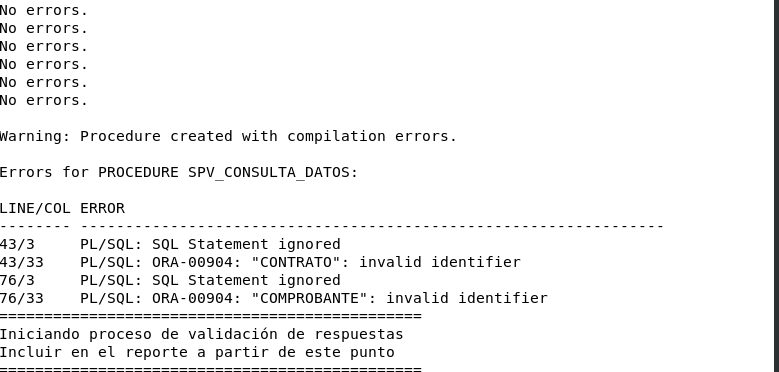 No errors.
No errors.
No errors.
No errors.
No errors.
No errors.
Warning: Procedure created with compilation errors.
Errors for PROCEDURE SPV_CONSULTA_DATOS:
LINE/COL ERROR
-------- -----------------------------------------------------------------
43/3     PL/SQL: SQL Statement ignored
43/33    PL/SQL: ORA-00904: "CONTRATO": invalid identifier
76/3     PL/SQL: SQL Statement ignored
76/33    PL/SQL: ORA-00904: "COMPROBANTE": invalid identifier
===============================================
Iniciando proceso de validación de respuestas
Incluir en el reporte a partir de este punto
===============================================